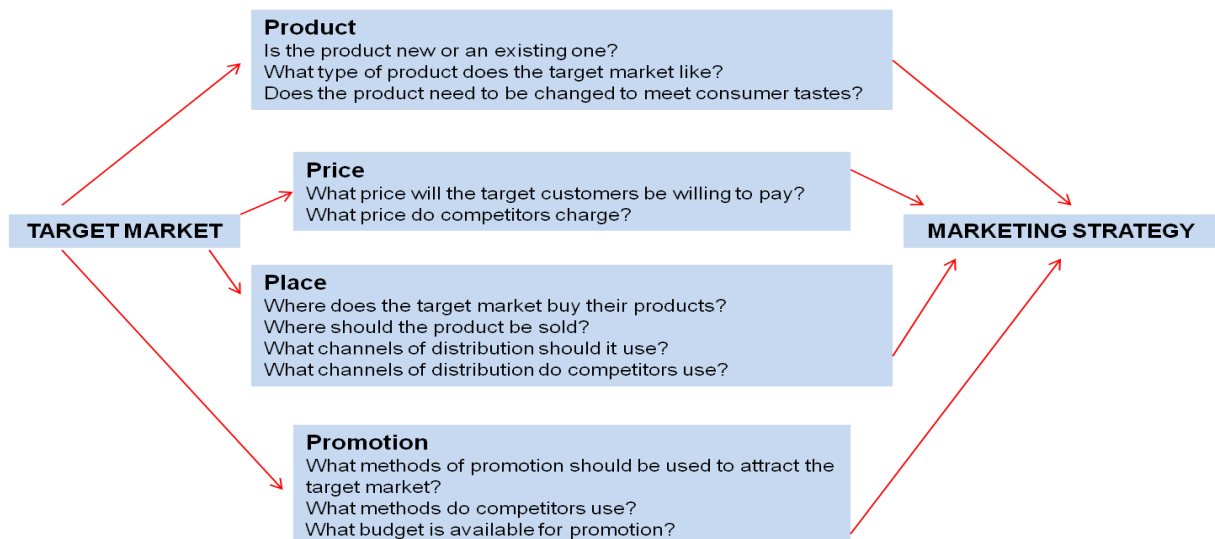 Product
Is the product new or an existing one?
What type of product does the target market like?
Does the product need to be changed to meet consumer tastes?
Price
What price will the target customers be willing to pay?
What price do competitors charge?
TARGET MARKET
MARKETING STRATEGY
Place
Where does the target market buy their products?
Where should the product be sold?
What channels of distribution should it use?
What channels of distribution do competitors use?
Promotion
What methods of promotion should be used to attract the
target market?
What methods do competitors use?
What budget is available for promotion?